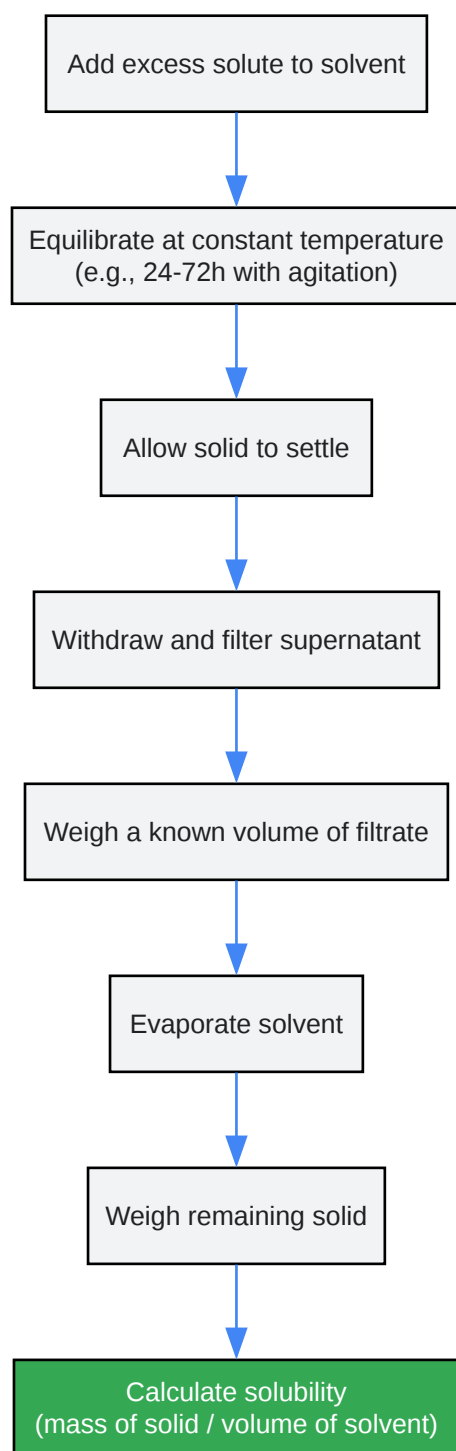 Add excess solute to solvent
Equilibrate at constant temperature
(e.g., 24-72h with agitation)
Allow solid to settle
Withdraw and filter supernatant
Weigh a known volume of filtrate
Evaporate solvent
Weigh remaining solid
Calculate solubility
(mass of solid / volume of solvent)